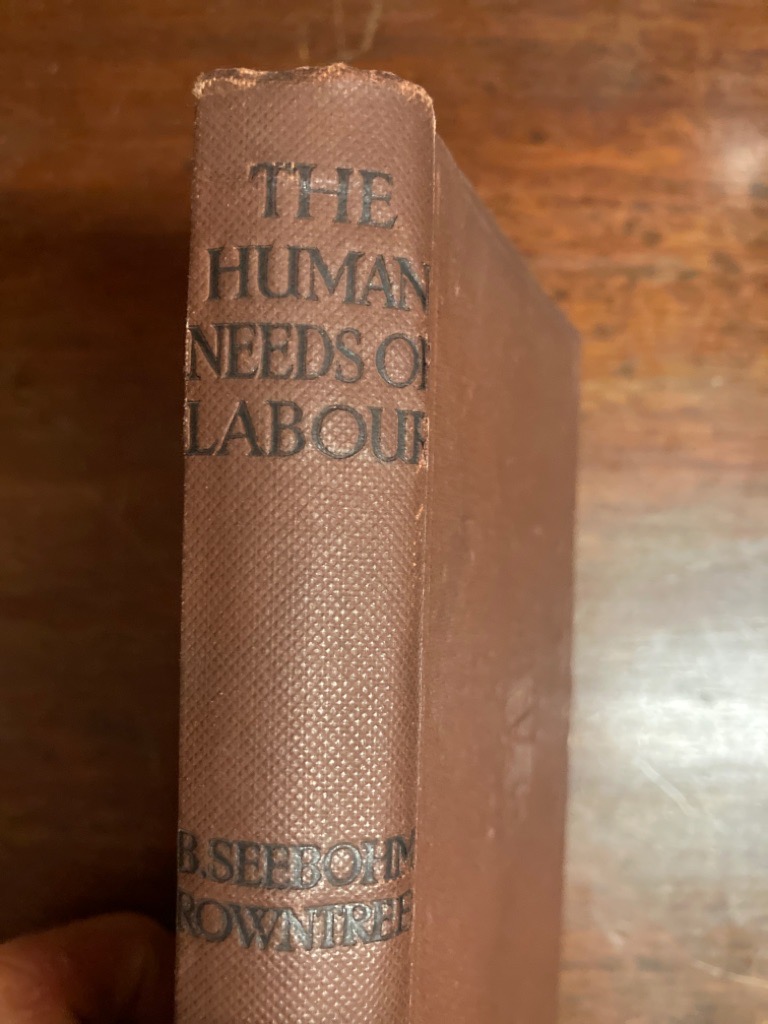 THE
HUMAN
NEEDS OF
LABOUR
B. SEEBOHM
ROWNTREE